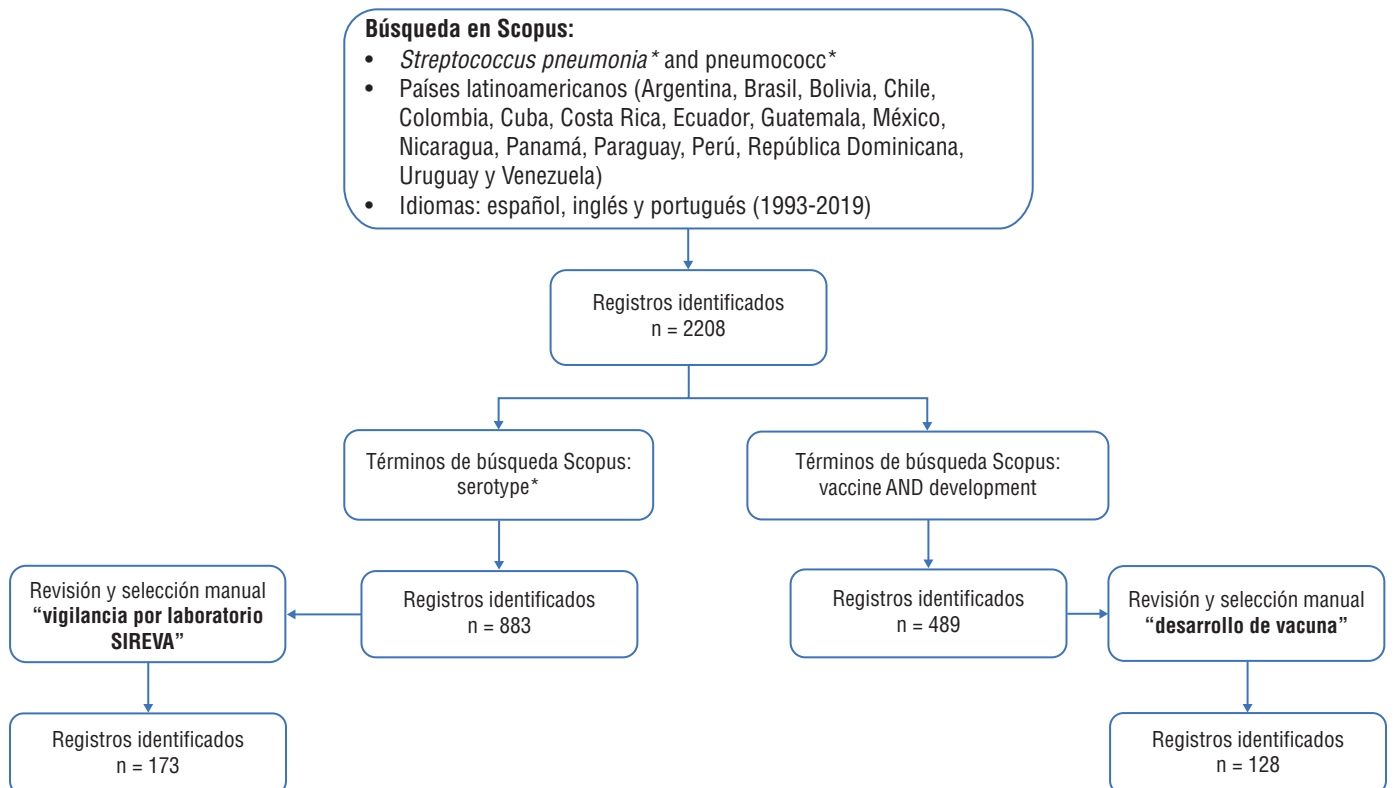 Búsqueda en Scopus:
• Streptococcus pneumonia* and pneumococc*
• Países latinoamericanos (Argentina, Brasil, Bolivia, Chile,
Colombia, Cuba, Costa Rica, Ecuador, Guatemala, México,
Nicaragua, Panamá, Paraguay, Perú, República Dominicana,
Uruguay y Venezuela)
• Idiomas: español, inglés y portugués (1993-2019)
Registros identificados
n = 2208
Términos de búsqueda Scopus:
serotype*
Términos de búsqueda Scopus:
vaccine AND development
Revisión y selección manual
“vigilancia por laboratorio
SIREVA”
Registros identificados
n = 883
Registros identificados
n = 489
Revisión y selección manual
“desarrollo de vacuna”
Registros identificados
n = 173
Registros identificados
n = 128